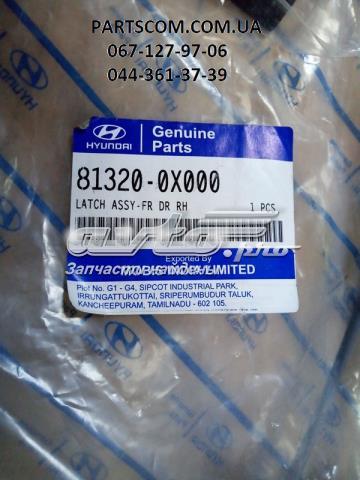 PARTSCOM.COM.UA
067-127-97-06
044-361-37-39
HYUNDAI
Genuine
Parts
81320-0X000
LATCH ASSY-FR DR RH 1 PCS
Exported By
MOBIS INDIA LIMITED
Plot No. G1 - G4, SIPCOT INDUSTRIAL PARK,
IRRUNGATTUKOTTAI, SRIPERUMBUDUR TALUK,
KANCHEEPURAM, TAMILNADU - 602 105.